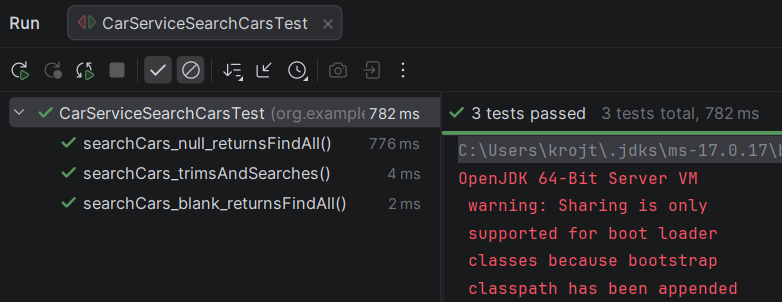 Run
CarServiceSearchCarsTest
CarServiceSearchCarsTest (org.example 782 ms
searchCars_null_returnsFindAll() 776 ms
searchCars_trimsAndSearches() 4 ms
searchCars_blank_returnsFindAll() 2 ms
3 tests passed 3 tests total, 782 ms
C:\Users\krojt\.jdks\ms-17.0.17\b
OpenJDK 64-Bit Server VM
warning: Sharing is only
supported for boot loader
classes because bootstrap
classpath has been appended